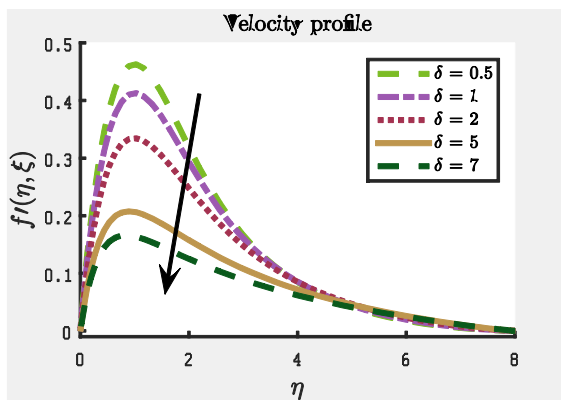 Velocity profile
f′(η, ξ)
0.5
0.4
0.3
0.2
0.1
0
0 2 4 6 8
η
δ = 0.5
δ = 1
δ = 2
δ = 5
δ = 7